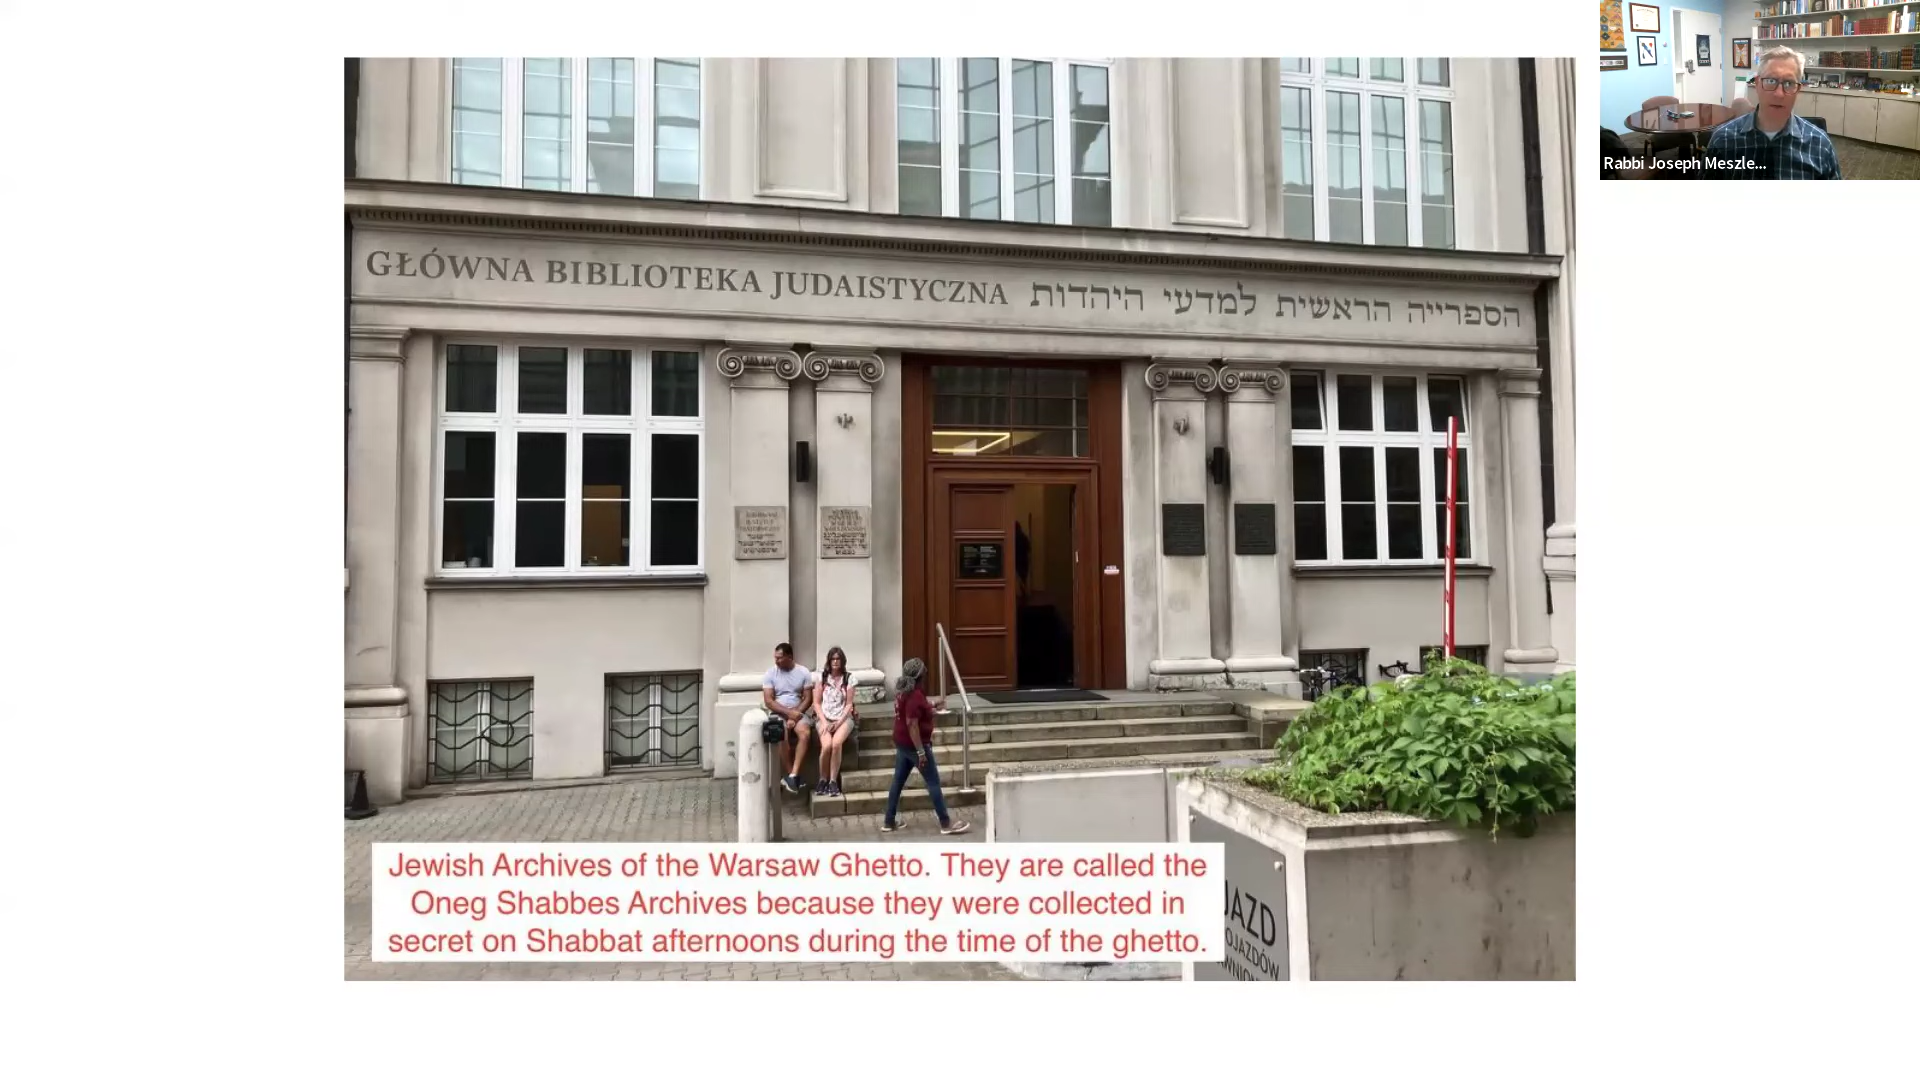 Rabbi Joseph Meszle...
GŁÓWNA BIBLIOTEKA JUDAISTYCZNA הספרייה הראשית למדעי היהדות
Jewish Archives of the Warsaw Ghetto. They are called the
Oneg Shabbes Archives because they were collected in
secret on Shabbat afternoons during the time of the ghetto.
JAZD
OJAZDÓW